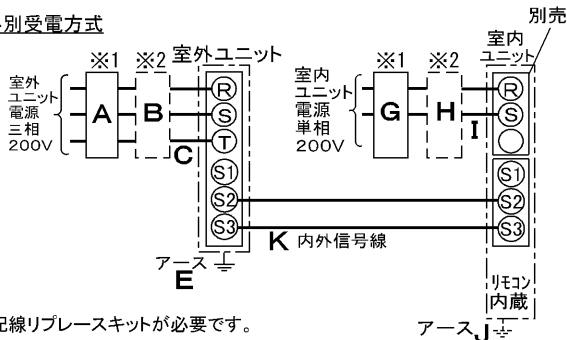 別受電方式
別売
※1
※2
室外ユニット
※1
※2
室内
ユニット
室外
ユニット
電源
三相
200V
A
B
C
R
S
T
S1
S2
S3
室内
ユニット
電源
単相
200V
G
H
I
R
S
S1
S2
S3
K 内外信号線
アース
E
リモコン
内蔵
配線リプレースキットが必要です。
アース J